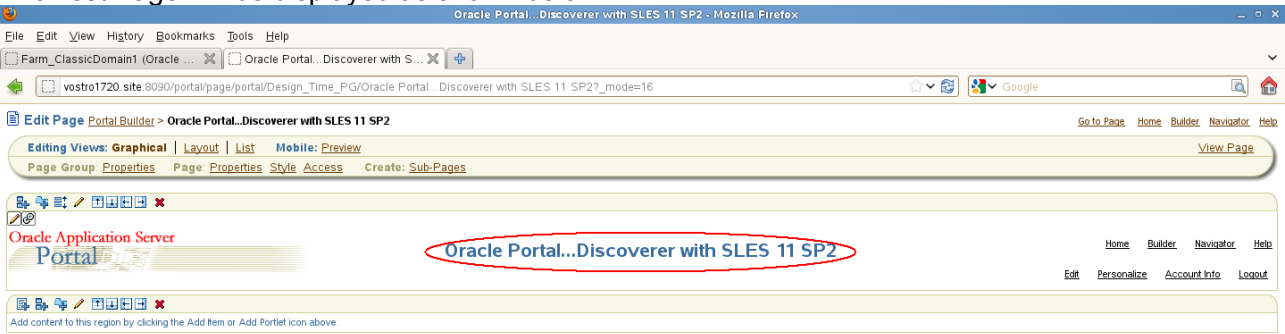 Oracle Portal...Discoverer with SLES 11 SP2 - Mozilla Firefox
File Edit View History Bookmarks Tools Help
Farm_ClassicDomain1 (Oracle ... Oracle Portal...Discoverer with S...
vostro1720.site:8090/portal/page/portal/Design_Time_PG/Oracle Portal...Discoverer with SLES 11 SP2?_mode=16 Google
Edit Page Portal Builder > Oracle Portal...Discoverer with SLES 11 SP2 Go to Page Home Builder Navigator Help
Editing Views: Graphical | Layout | List Mobile: Preview View Page
Page Group: Properties Page: Properties Style Access Create: Sub-Pages
Oracle Application Server
Portal
Oracle Portal...Discoverer with SLES 11 SP2
Home Builder Navigator Help
Edit Personalize Account Info Logout
Add content to this region by clicking the Add Item or Add Portlet icon above.